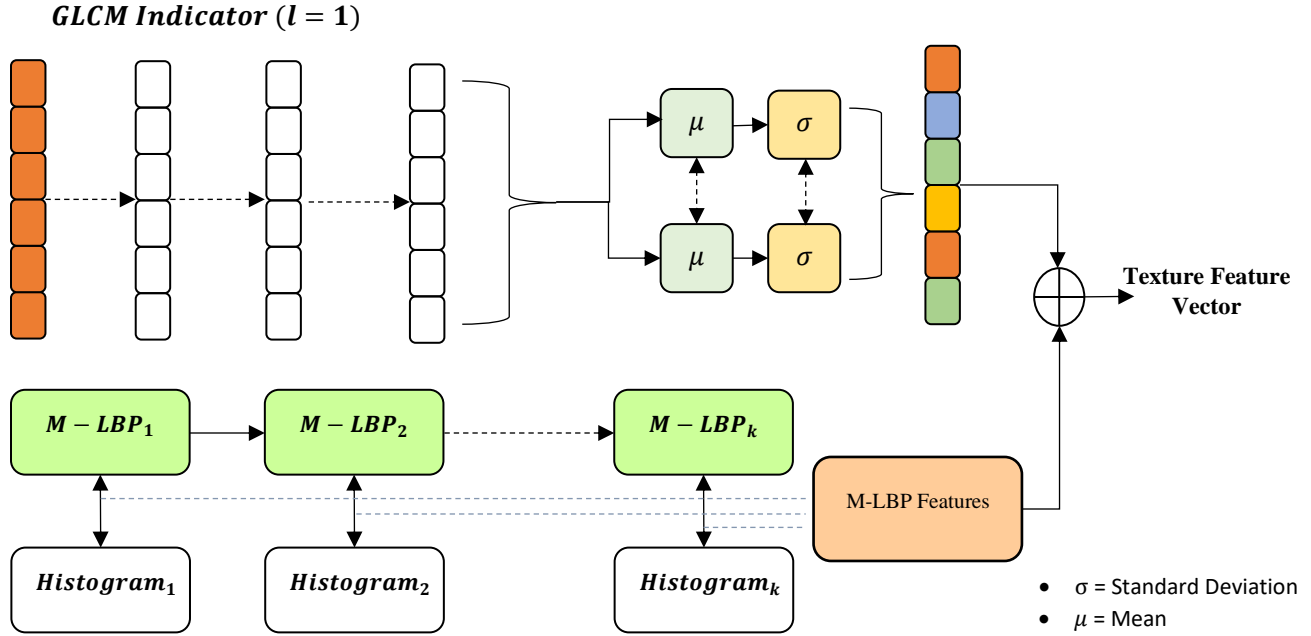 GLCM Indicator (l = 1)
μ
σ
μ
σ
Texture Feature
Vector
M − LBP₁
M − LBP₂
M − LBPₖ
M-LBP Features
Histogram₁
Histogram₂
Histogramₖ
• σ = Standard Deviation
• μ = Mean